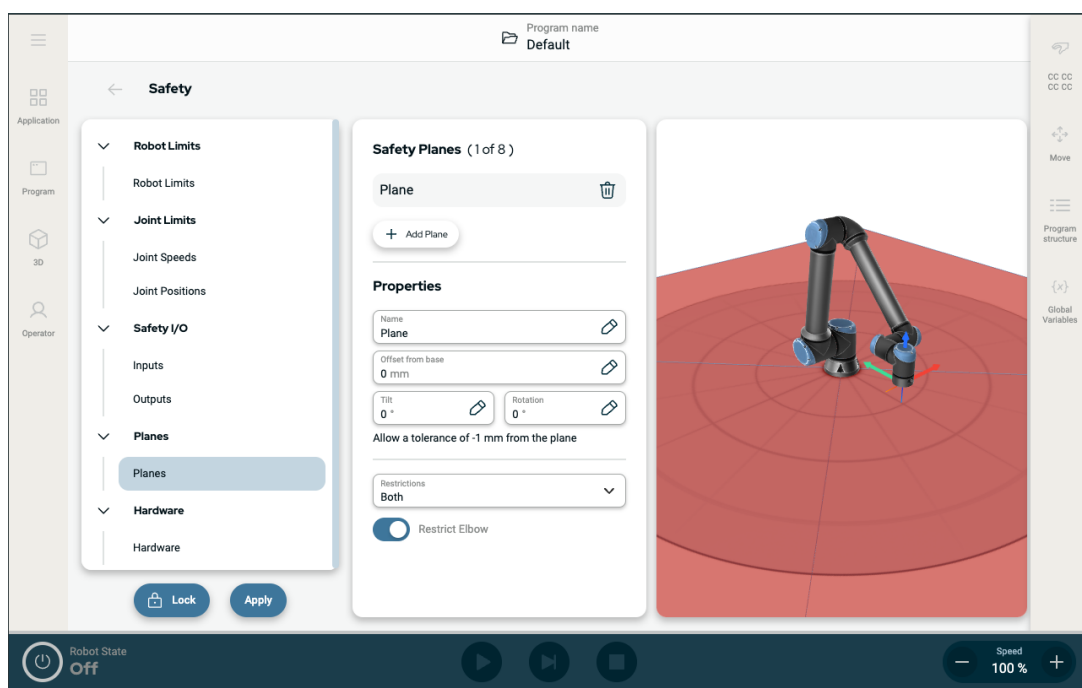 Program name
Default
Application
Program
3D
Operator
Safety
Robot Limits
Robot Limits
Joint Limits
Joint Speeds
Joint Positions
Safety I/O
Inputs
Outputs
Planes
Planes
Hardware
Hardware
Lock
Apply
Safety Planes (1 of 8)
Plane
+ Add Plane
Properties
Name
Plane
Offset from base
0 mm
Tilt
0 °
Rotation
0 °
Allow a tolerance of -1 mm from the plane
Restrictions
Both
Restrict Elbow
CC CC
CC CC
Move
Program
structure
{x}
Global
Variables
Robot State
Off
Speed
100 %